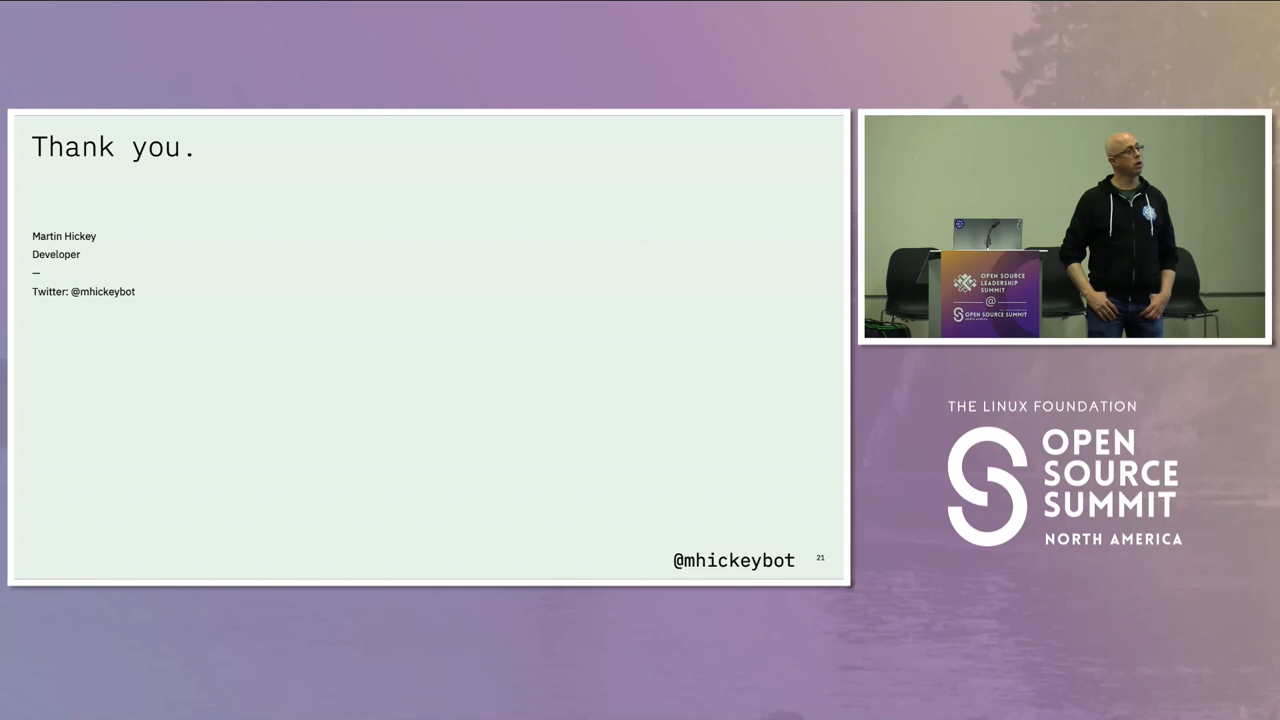 Thank you.
Martin Hickey
Developer
—
Twitter: @mhickeybot
@mhickeybot
21
OPEN SOURCE
LEADERSHIP
SUMMIT
@
OPEN SOURCE SUMMIT
THE LINUX FOUNDATION
OPEN
SOURCE
SUMMIT
NORTH AMERICA